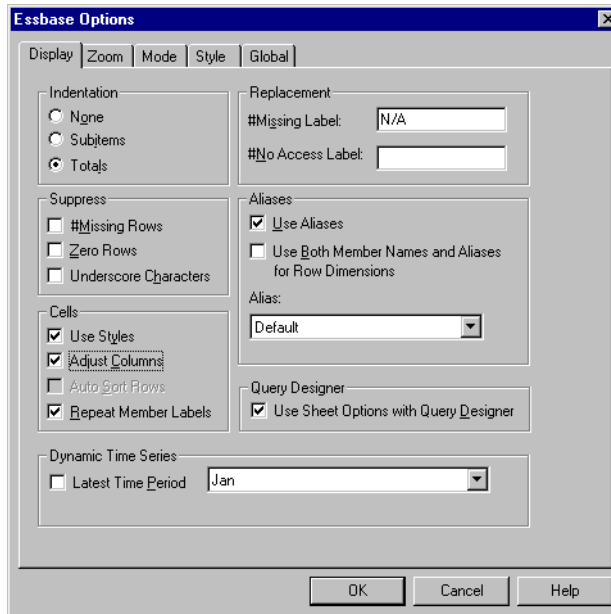 Essbase Options
Display Zoom Mode Style Global
Indentation
None
Subitems
Totals
Replacement
#Missing Label: N/A
#No Access Label:
Suppress
#Missing Rows
Zero Rows
Underscore Characters
Aliases
Use Aliases
Use Both Member Names and Aliases
for Row Dimensions
Alias:
Default
Cells
Use Styles
Adjust Columns
Auto Sort Rows
Repeat Member Labels
Query Designer
Use Sheet Options with Query Designer
Dynamic Time Series
Latest Time Period Jan
OK Cancel Help